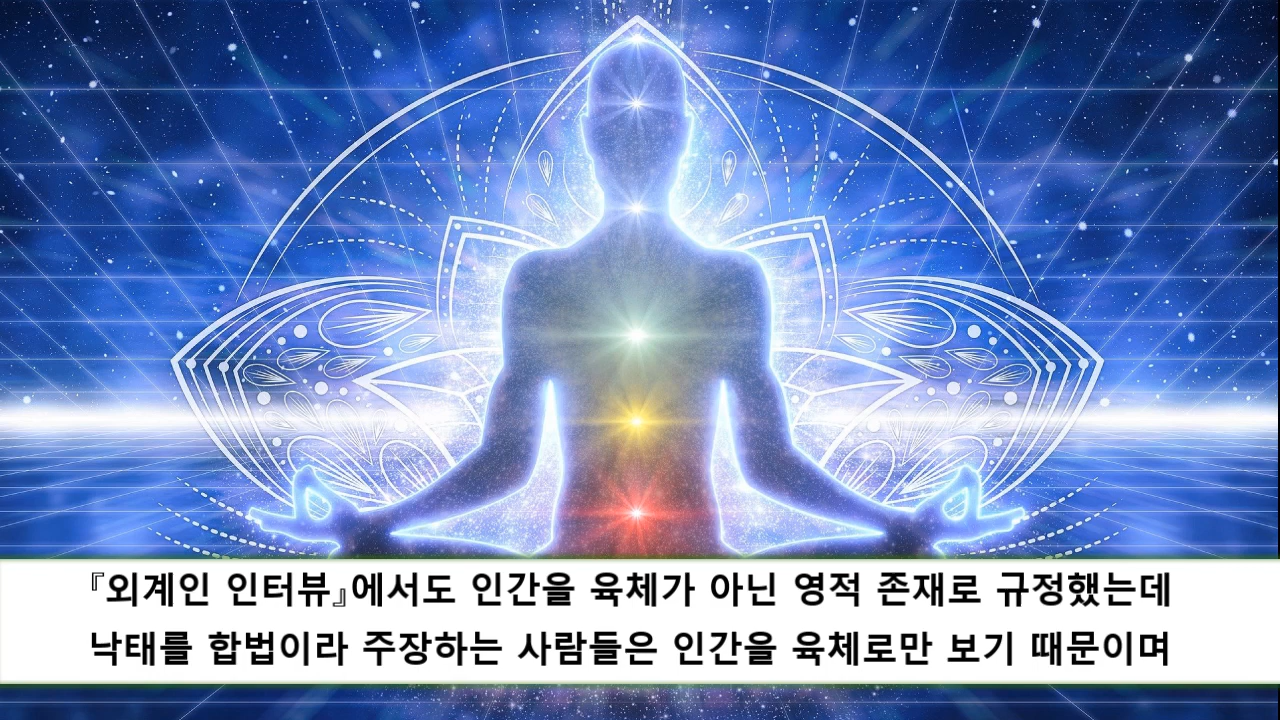 『외계인 인터뷰』에서도 인간을 육체가 아닌 영적 존재로 규정했는데
낙태를 합법이라 주장하는 사람들은 인간을 육체로만 보기 때문이며